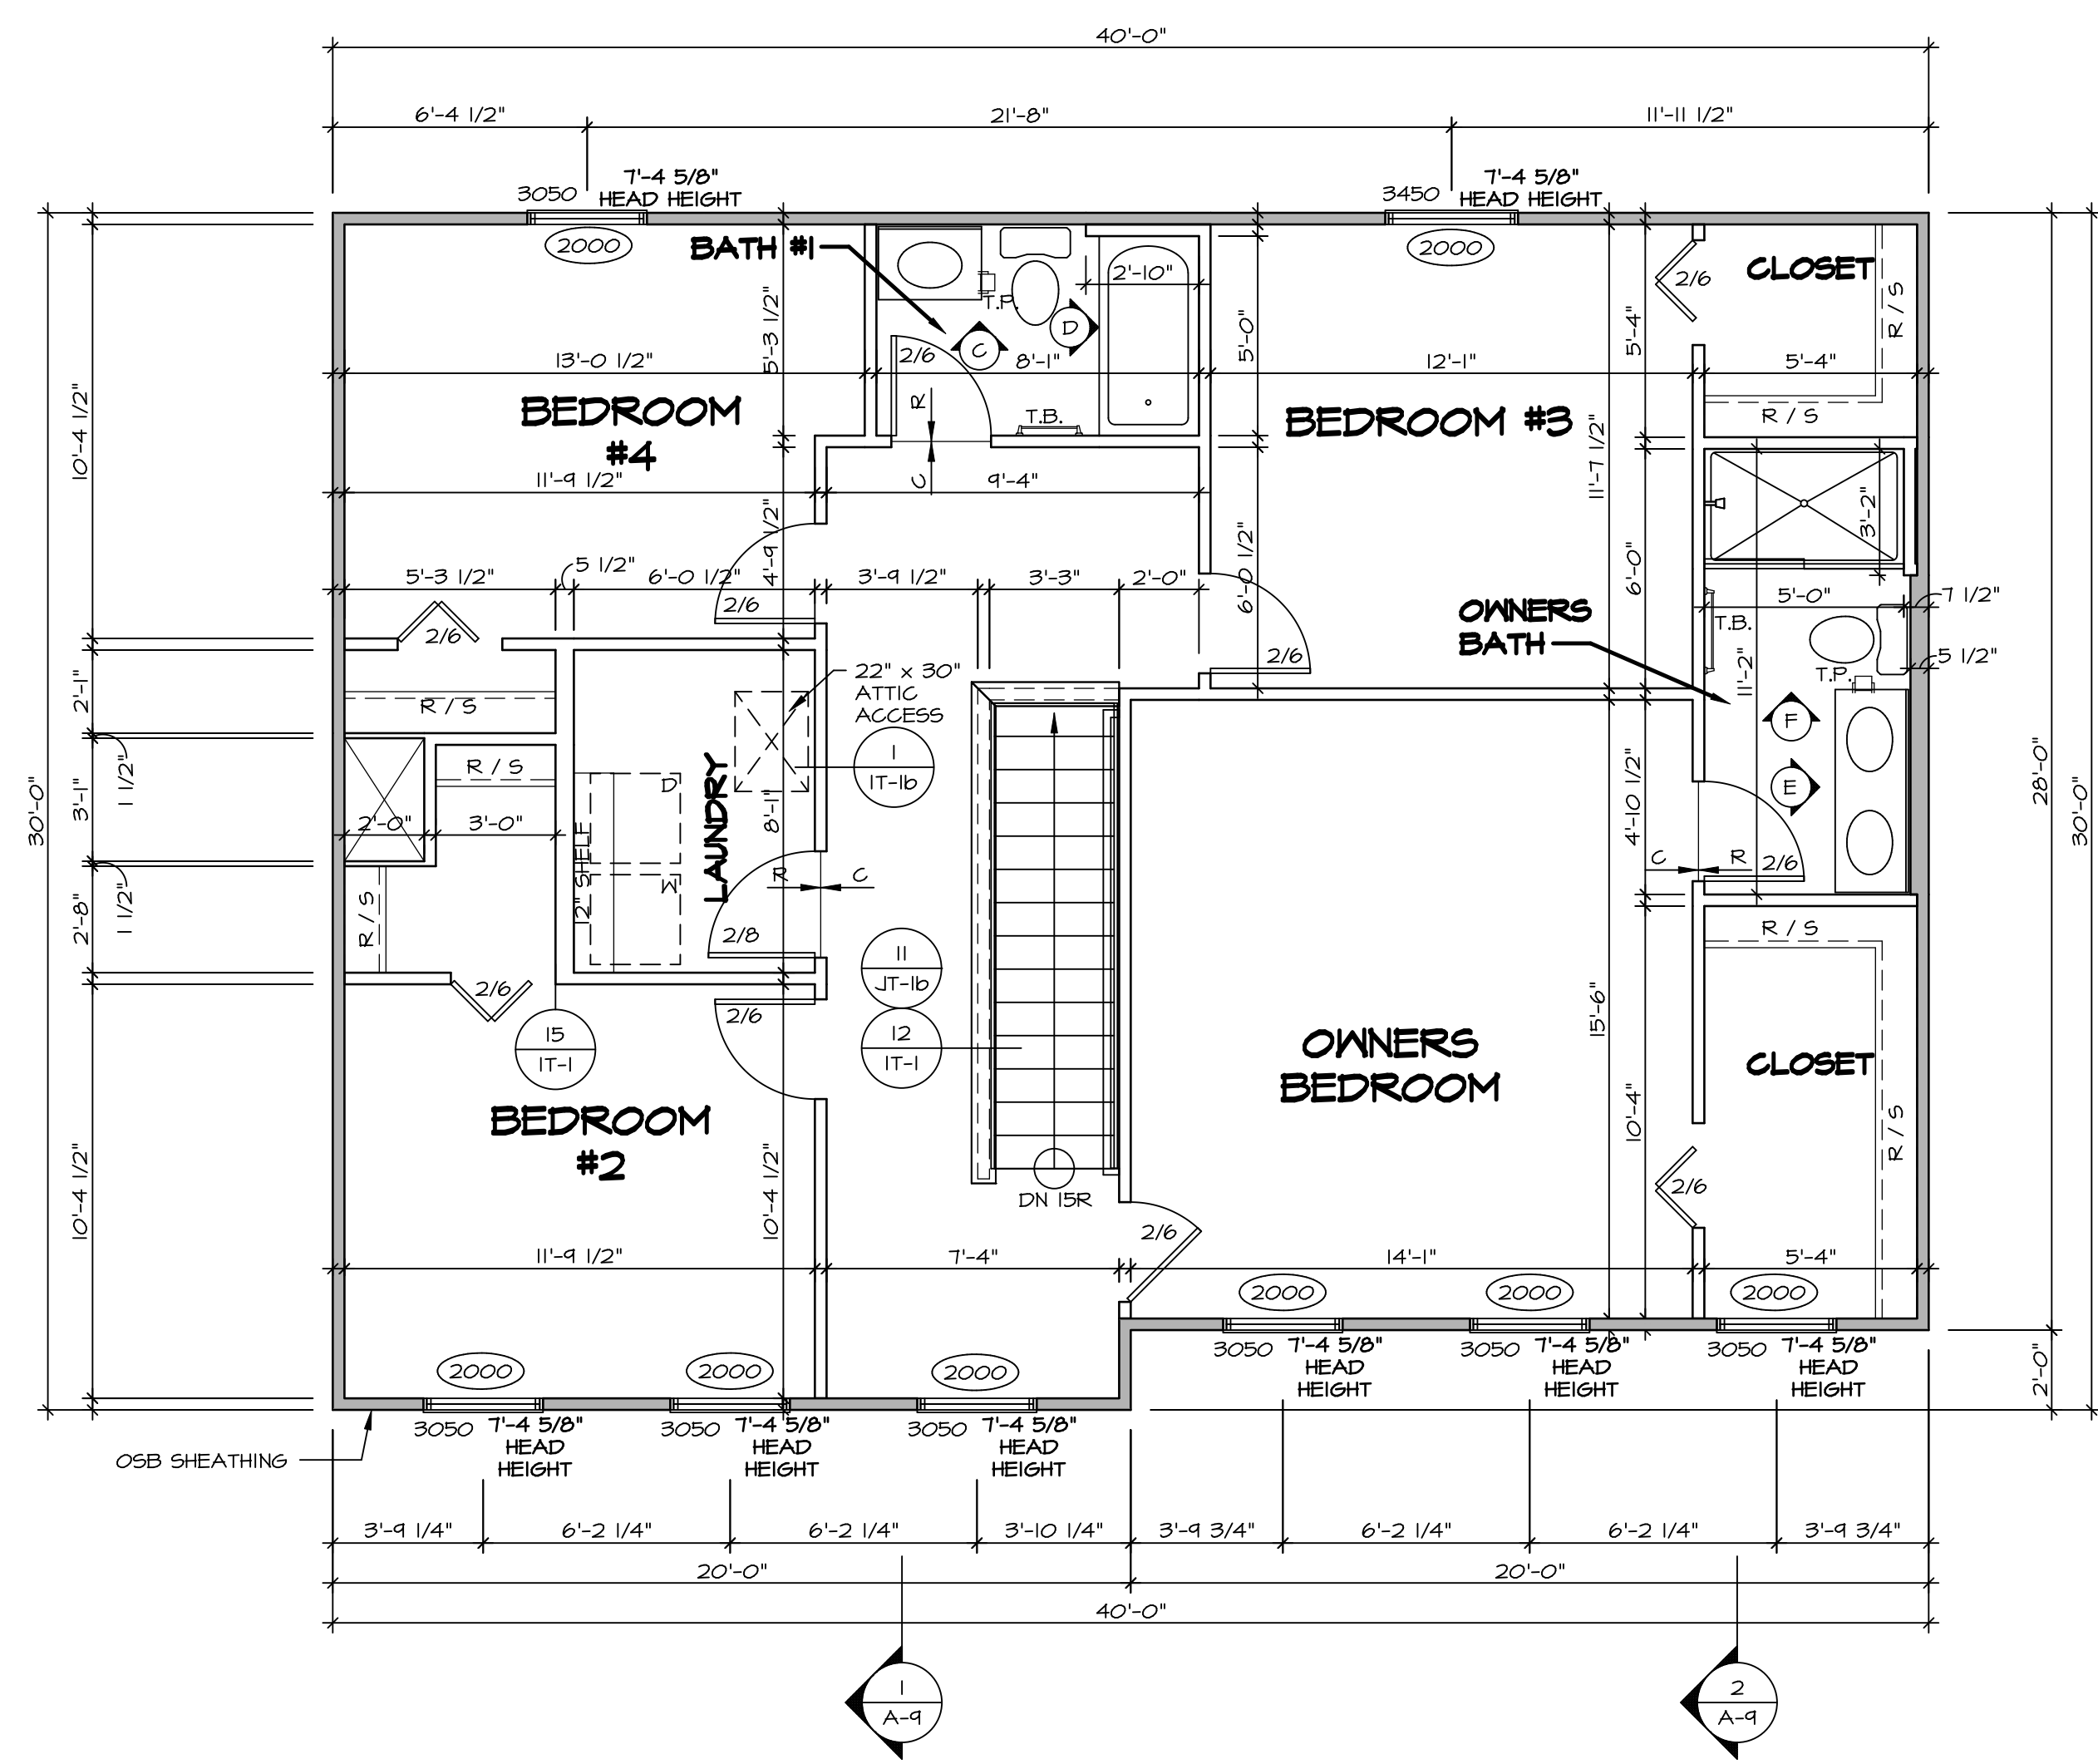 40'-0"
6'-4 1/2"
21'-8"
11'-11 1/2"
3050
7'-4 5/8"
HEAD HEIGHT
3450
7'-4 5/8"
HEAD HEIGHT
2000
BATH #1
2000
CLOSET
2/6
R / S
2'-10"
T.P.
D
C
2/6
5'-3 1/2"
5'-0"
5'-4"
13'-0 1/2"
8'-1"
12'-1"
5'-4"
BEDROOM
#4
R
T.B.
BEDROOM #3
R / S
10'-4 1/2"
11'-9 1/2"
C
9'-4"
11'-7 1/2"
3'-2"
4'-9 1/2"
6'-0 1/2"
6'-0"
5'-3 1/2"
5 1/2"
6'-0 1/2"
3'-9 1/2"
3'-3"
2'-0"
5'-0"
7 1/2"
2/6
2/6
OWNERS
BATH
T.B.
2/6
5 1/2"
11'-2"
T.P.
22" x 30"
ATTIC
ACCESS
2'-1"
R / S
F
E
1
IT-1b
R / S
D
LAUNDRY
8'-1"
1 1/2"
3'-1"
30'-0"
28'-0"
30'-0"
2'-0"
3'-0"
12" SHELF
W
4'-10 1/2"
C
R
2/6
R
C
2'-8"
1 1/2"
R / S
2/8
R / S
11
JT-1b
2/6
2/6
12
IT-1
15
IT-1
15'-6"
OWNERS
BEDROOM
CLOSET
BEDROOM
#2
10'-4"
R / S
10'-4 1/2"
10'-4 1/2"
2/6
DN 15R
2/6
11'-9 1/2"
7'-4"
14'-1"
5'-4"
2000
2000
2000
3050
7'-4 5/8"
HEAD
HEIGHT
3050
7'-4 5/8"
HEAD
HEIGHT
3050
7'-4 5/8"
HEAD
HEIGHT
2'-0"
2000
2000
2000
3050
7'-4 5/8"
HEAD
HEIGHT
3050
7'-4 5/8"
HEAD
HEIGHT
3050
7'-4 5/8"
HEAD
HEIGHT
OSB SHEATHING
3'-9 1/4"
6'-2 1/4"
6'-2 1/4"
3'-10 1/4"
3'-9 3/4"
6'-2 1/4"
6'-2 1/4"
3'-9 3/4"
20'-0"
20'-0"
40'-0"
1
A-9
2
A-9